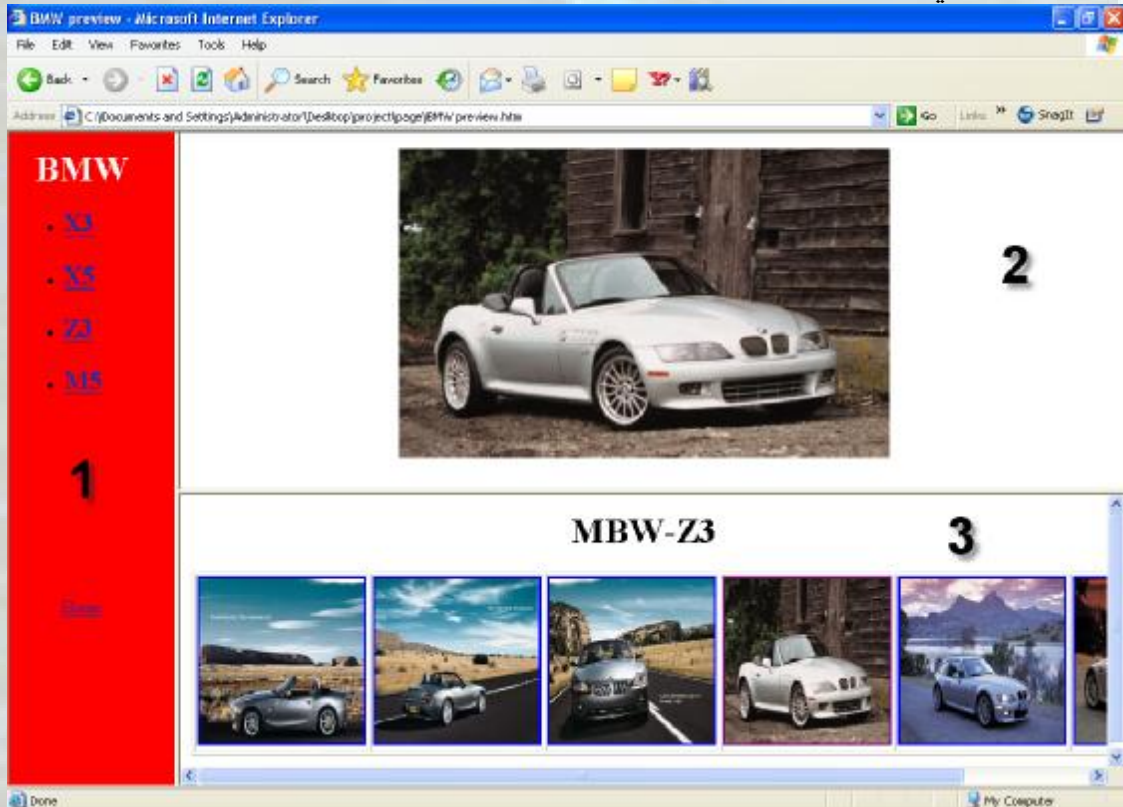 BMW preview - Microsoft Internet Explorer
File Edit View Favorites Tools Help
Back Search Favorites
Address C:\Documents and Settings\Administrator\Desktop\project\page\BMW preview.htm Go Links » SnagIt
BMW
X3
X5
Z3
M5
1
2
MBW-Z3
3
Done
My Computer